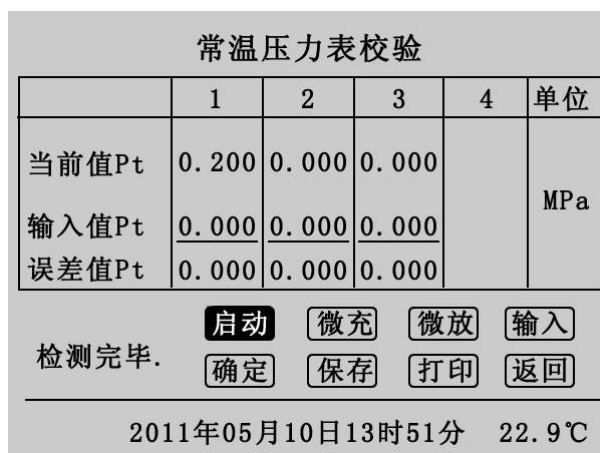 常温压力表校验
1 2 3 4 单位
当前值Pt 0.200 0.000 0.000
MPa
输入值Pt 0.000 0.000 0.000
误差值Pt 0.000 0.000 0.000
启动 微充 微放 输入
检测完毕.
确定 保存 打印 返回
2011年05月10日13时51分 22.9℃